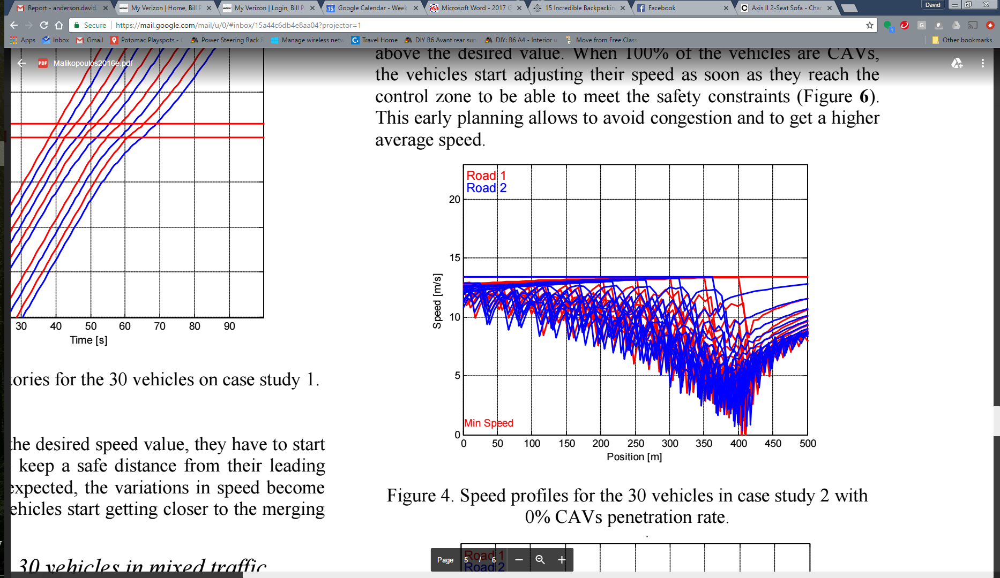 Report - anderson.david.
My Verizon | Home, Bill P
My Verizon | Login, Bill P
Google Calendar - Week
Microsoft Word - 2017 G
15 Incredible Backpackin
Facebook
Axis II 2-Seat Sofa - Char
David
Secure
https://mail.google.com/mail/u/0/#inbox/15a44c6db4e8aa04?projector=1
Apps
Inbox
Gmail
Potomac Playspots -
Power Steering Rack F
Manage wireless netw
Travel Home
DIY B6 Avant rear sun
DIY: B6 A4 - Interior u
Move from Free Class
Other bookmarks
PDF
Malikopoulos2016e.pdf
30 40 50 60 70 80 90
Time [s]
tories for the 30 vehicles on case study 1.
the desired speed value, they have to start
keep a safe distance from their leading
expected, the variations in speed become
ehicles start getting closer to the merging
30 vehicles in mixed traffic
above the desired value. When 100% of the vehicles are CAVs,
the vehicles start adjusting their speed as soon as they reach the
control zone to be able to meet the safety constraints (Figure 6).
This early planning allows to avoid congestion and to get a higher
average speed.
Road 1
Road 2
20
15
10
5
0
Speed [m/s]
Min Speed
0 50 100 150 200 250 300 350 400 450 500
Position [m]
Figure 4. Speed profiles for the 30 vehicles in case study 2 with
0% CAVs penetration rate.
Road 1
Road 2
Page 5 / 6